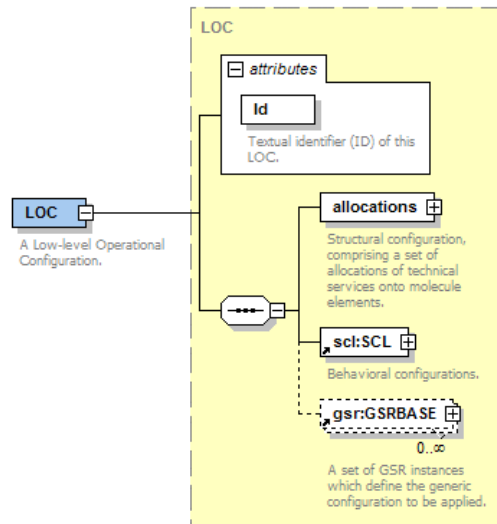 LOC
attributes
Id
Textual identifier (ID) of this
LOC.
LOC
A Low-level Operational
Configuration.
allocations
Structural configuration,
comprising a set of
allocations of technical
services onto molecule
elements.
scl:SCL
Behavioral configurations.
gsr:GSRBASE
0..∞
A set of GSR instances
which define the generic
configuration to be applied.